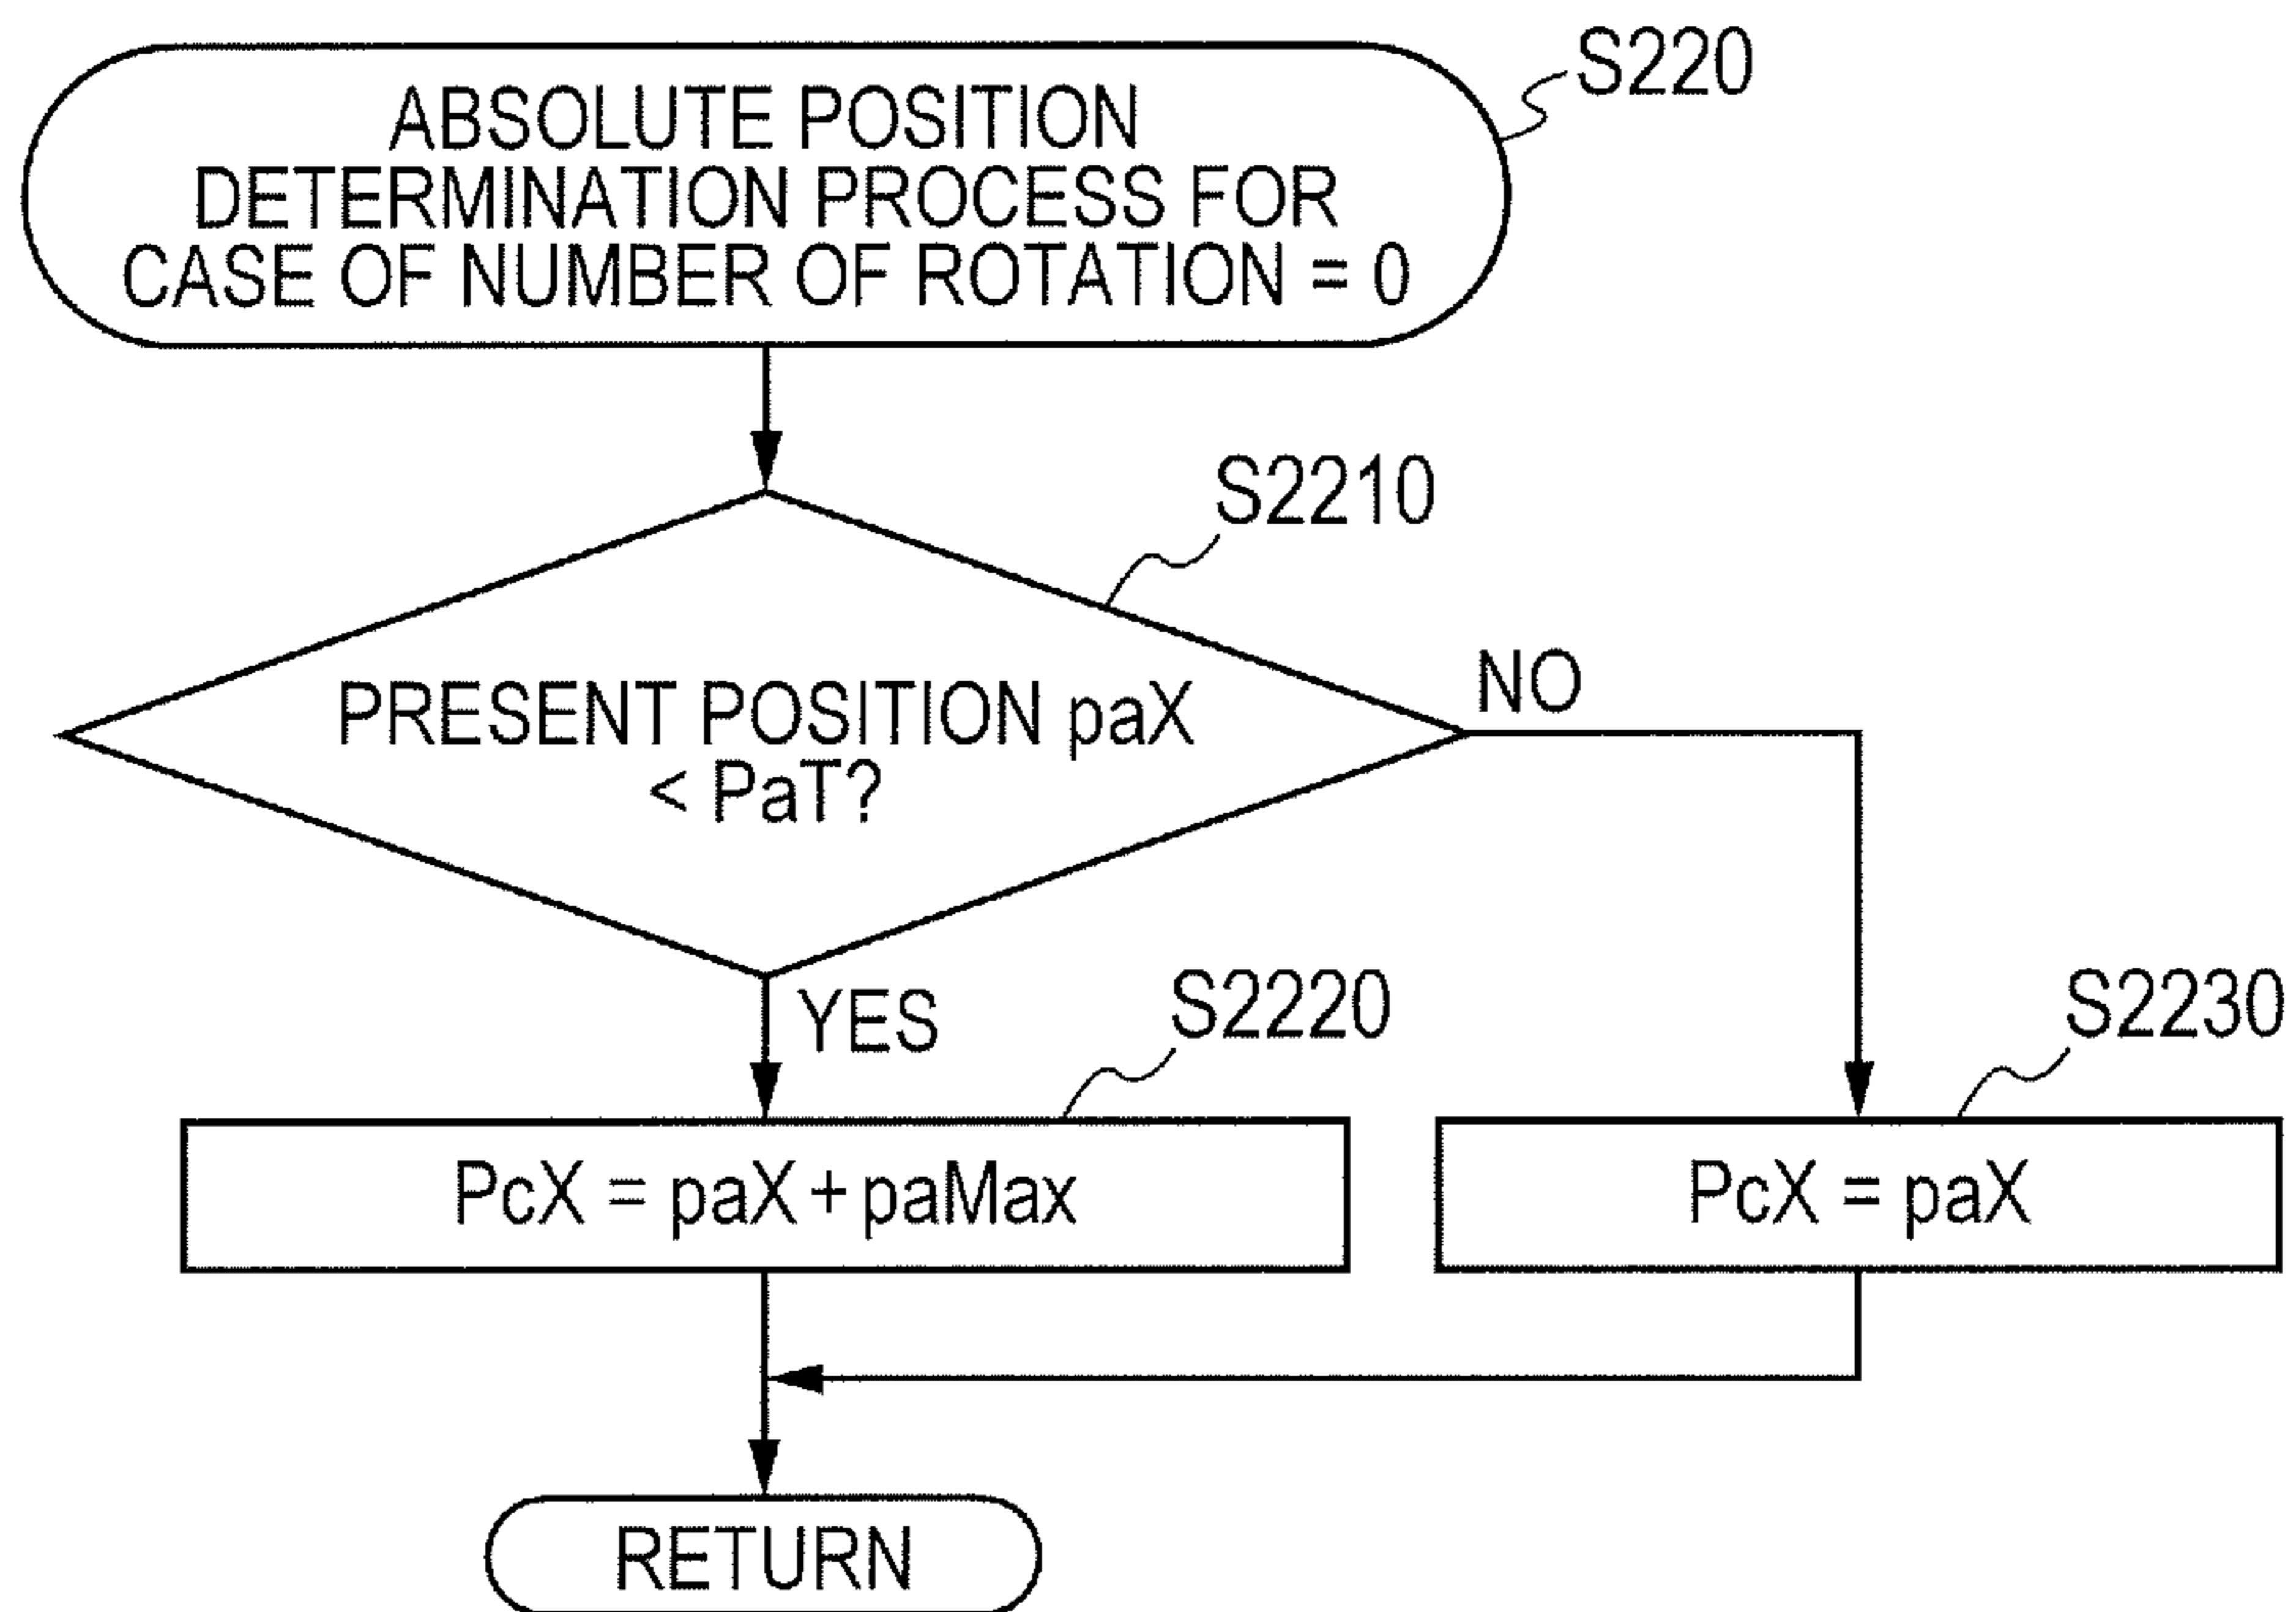 S220
ABSOLUTE POSITION
DETERMINATION PROCESS FOR
CASE OF NUMBER OF ROTATION = 0
S2210
PRESENT POSITION paX
< PaT?
NO
YES
S2220
S2230
PcX = paX + paMax
PcX = paX
RETURN